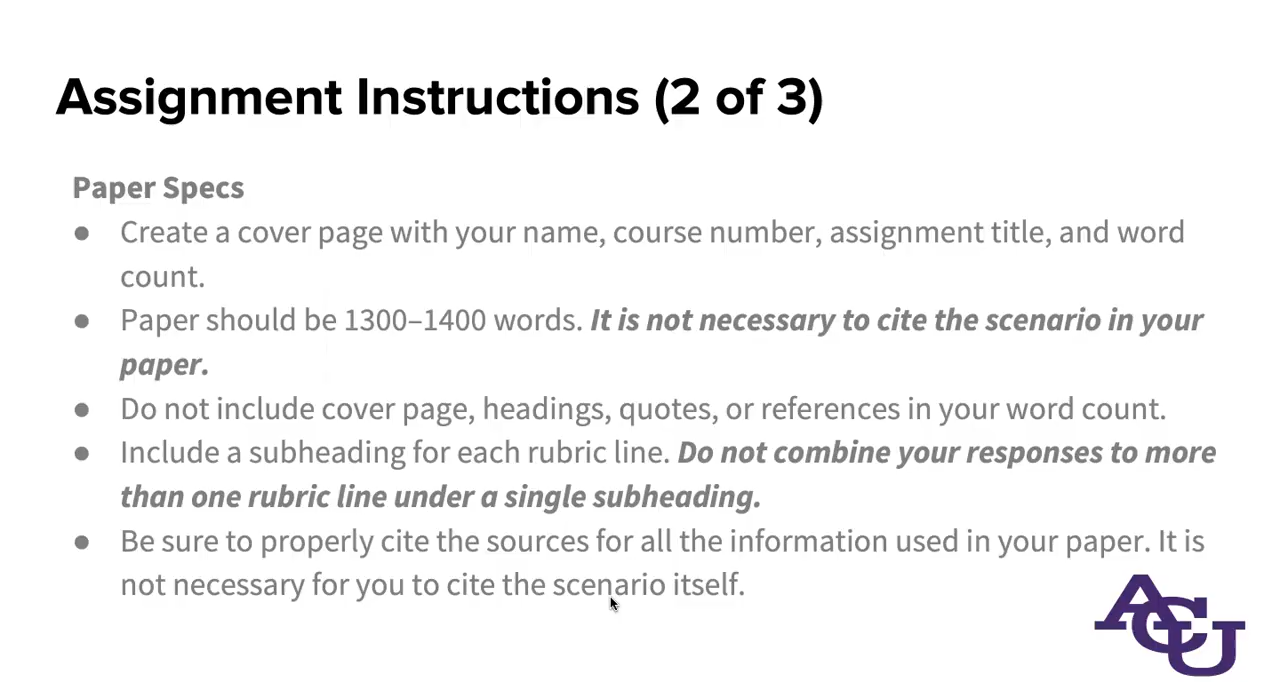 Assignment Instructions (2 of 3)
Paper Specs
● Create a cover page with your name, course number, assignment title, and word
count.
● Paper should be 1300–1400 words. It is not necessary to cite the scenario in your
paper.
● Do not include cover page, headings, quotes, or references in your word count.
● Include a subheading for each rubric line. Do not combine your responses to more
than one rubric line under a single subheading.
● Be sure to properly cite the sources for all the information used in your paper. It is
not necessary for you to cite the scenario itself.
ACU